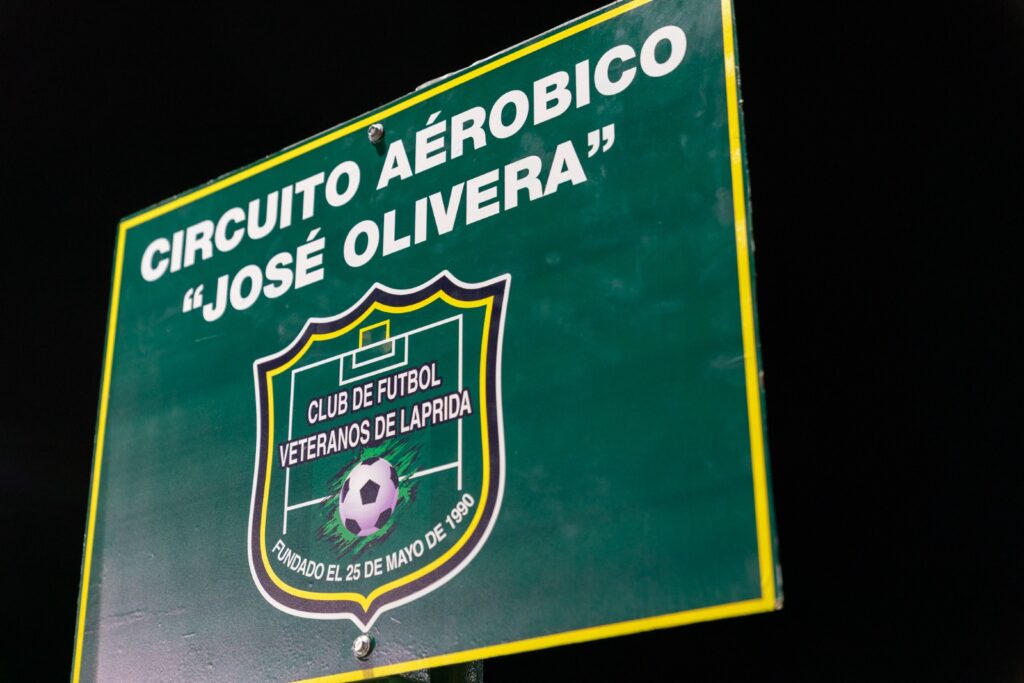 CIRCUITO AÉROBICO
“JOSÉ OLIVERA”
CLUB DE FUTBOL
VETERANOS DE LAPRIDA
FUNDADO EL 25 DE MAYO DE 1990